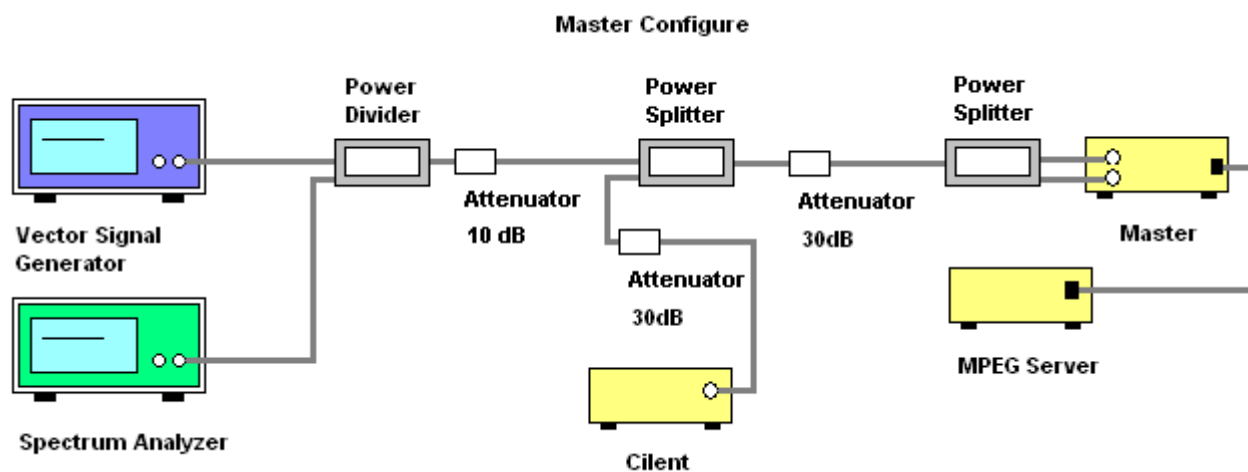 Master Configure
Power
Divider
Power
Splitter
Power
Splitter
Attenuator
10 dB
Attenuator
30dB
Master
Vector Signal
Generator
Attenuator
30dB
MPEG Server
Spectrum Analyzer
Cilent